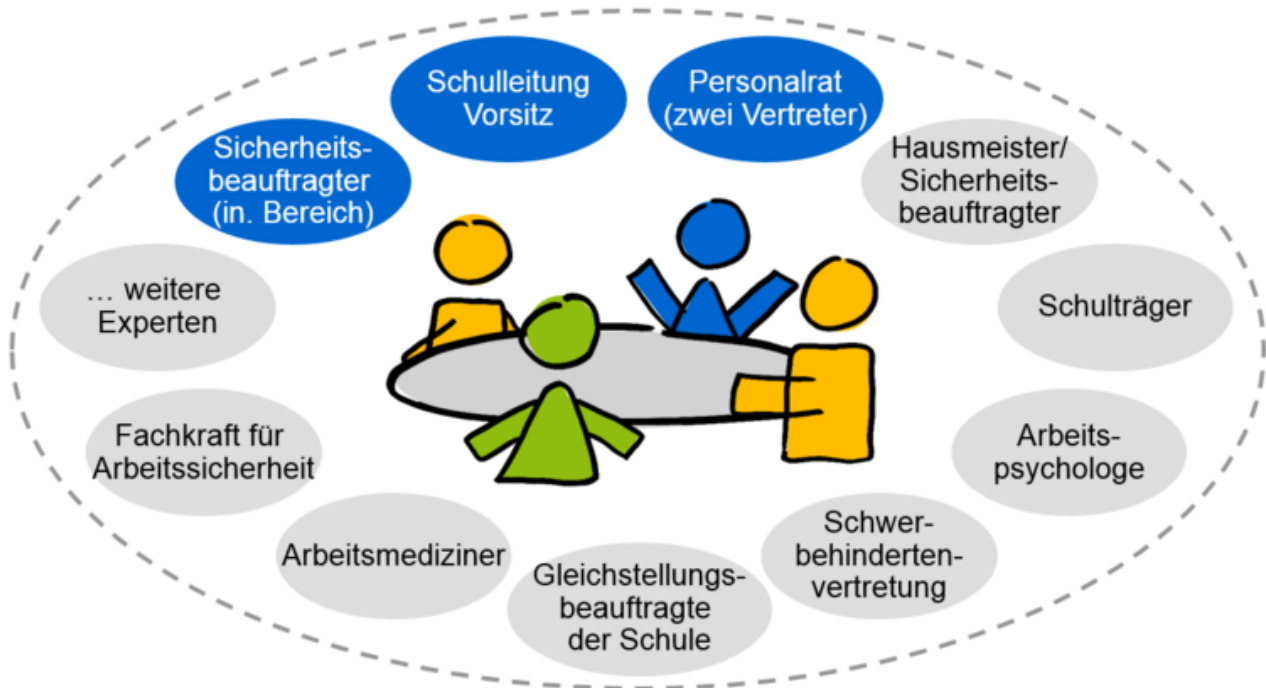 Schulleitung
Vorsitz
Personalrat
(zwei Vertreter)
Sicherheits-
beauftragter
(in. Bereich)
Hausmeister/
Sicherheits-
beauftragter
... weitere
Experten
Schulträger
Fachkraft für
Arbeitssicherheit
Arbeits-
psychologe
Arbeitsmediziner
Schwer-
behinderten-
vertretung
Gleichstellungs-
beauftragte
der Schule